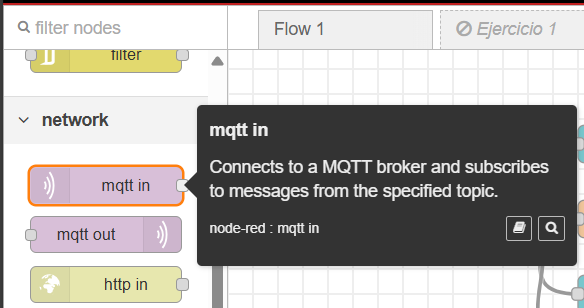 filter nodes
Flow 1
Ejercicio 1
filter
network
mqtt in
mqtt in
Connects to a MQTT broker and subscribes
to messages from the specified topic.
node-red : mqtt in
mqtt out
http in